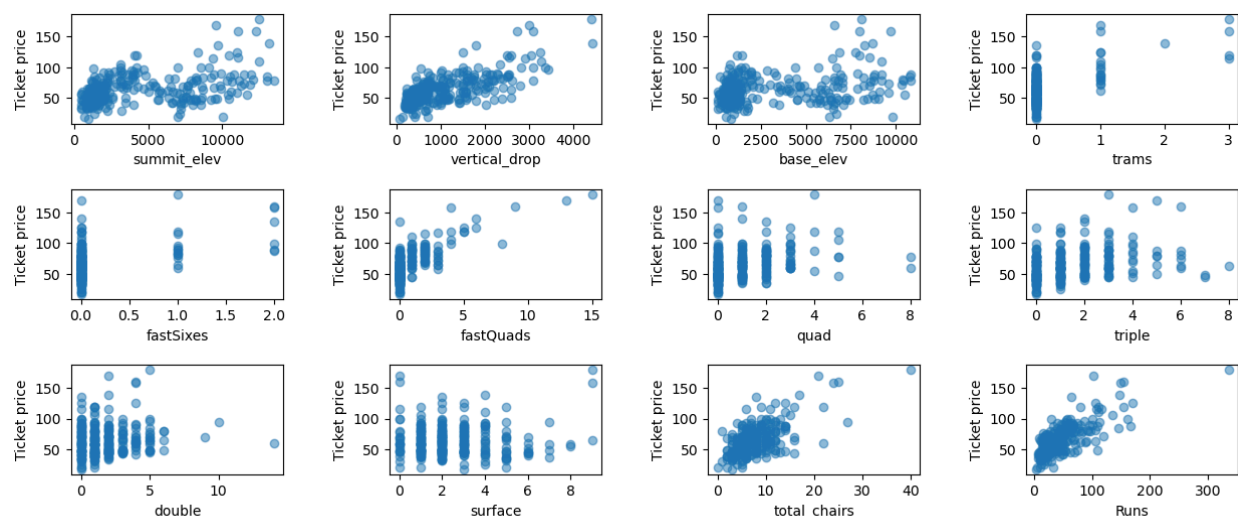 Ticket price
150
100
50
0 5000 10000
summit_elev
Ticket price
150
100
50
0 1000 2000 3000 4000
vertical_drop
Ticket price
150
100
50
0 2500 5000 7500 10000
base_elev
Ticket price
150
100
50
0 1 2 3
trams
Ticket price
150
100
50
0.0 0.5 1.0 1.5 2.0
fastSixes
Ticket price
150
100
50
0 5 10 15
fastQuads
Ticket price
150
100
50
0 2 4 6 8
quad
Ticket price
150
100
50
0 2 4 6 8
triple
Ticket price
150
100
50
0 5 10
double
Ticket price
150
100
50
0 2 4 6 8
surface
Ticket price
150
100
50
0 10 20 30 40
total_chairs
Ticket price
150
100
50
0 100 200 300
Runs